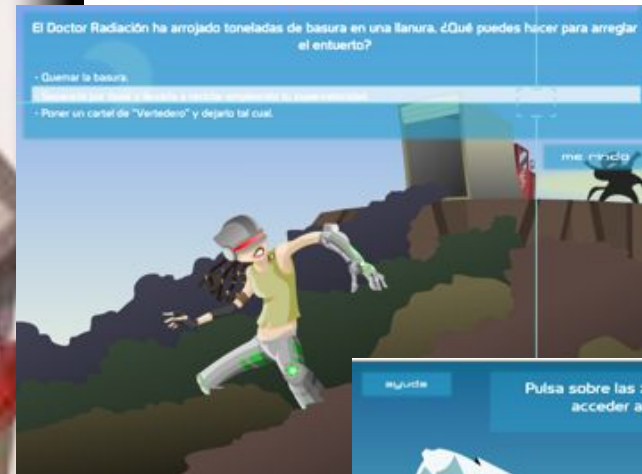 El Doctor Radiación ha arrojado toneladas de basura en una llanura. ¿Qué puedes hacer para arreglar
el entuerto?
- Quemar la basura.
- Poner un cartel de "Vertedero" y dejarlo tal cual.
me rindo
ayuda
Pulsa sobre las
acceder a